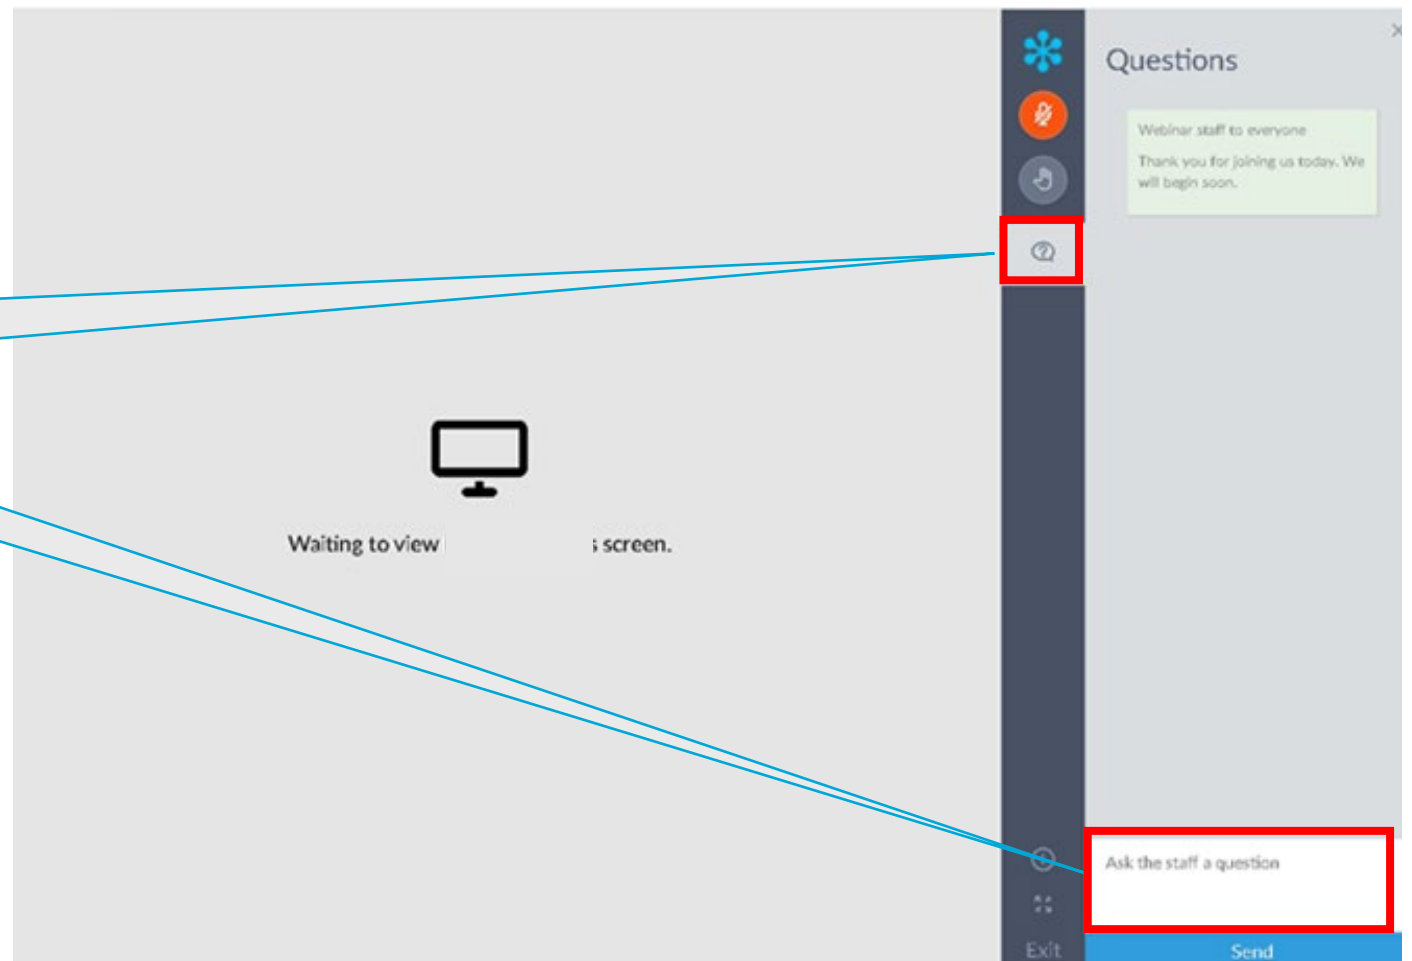 Questions
Webinar staff to everyone
Thank you for joining us today. We
will begin soon.
Waiting to view s screen.
Ask the staff a question
Exit
Send